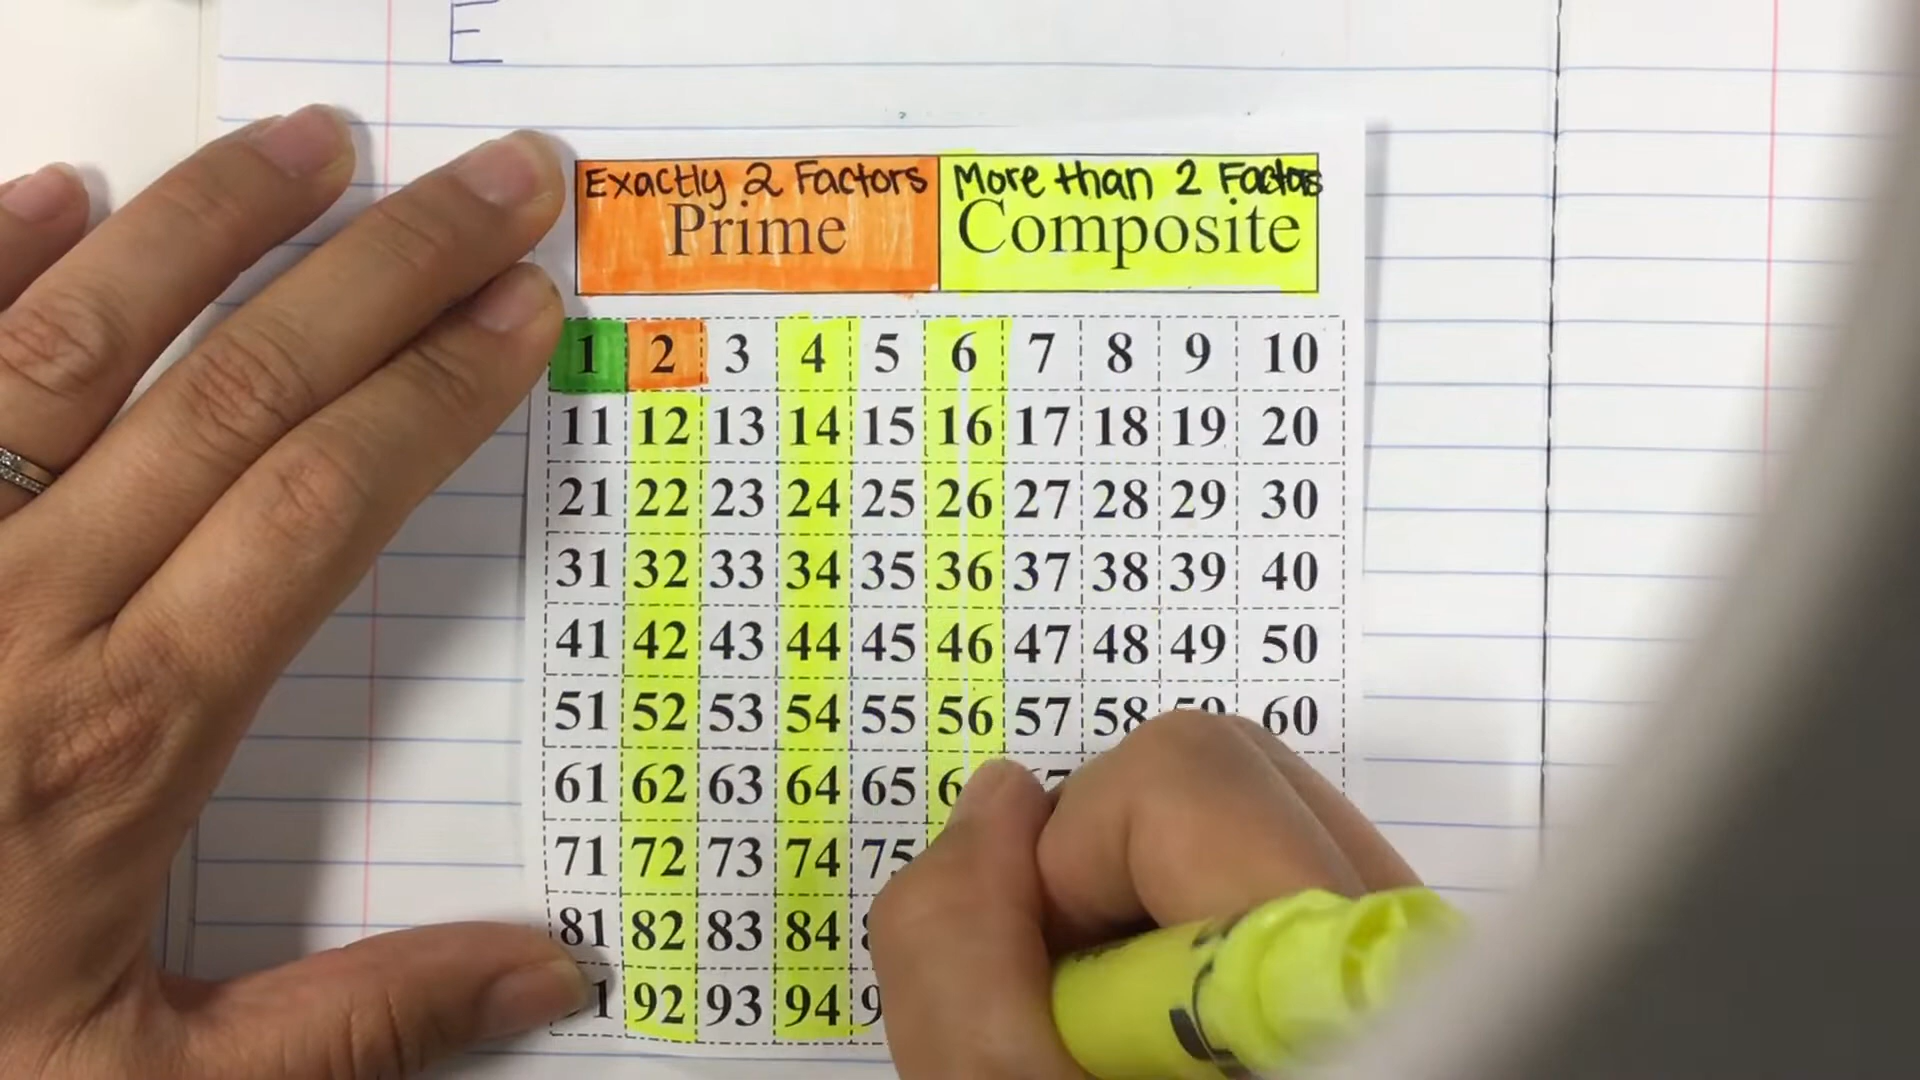 E
Exactly 2 Factors More than 2 Factors
Prime Composite
1 2 3 4 5 6 7 8 9 10
11 12 13 14 15 16 17 18 19 20
21 22 23 24 25 26 27 28 29 30
31 32 33 34 35 36 37 38 39 40
41 42 43 44 45 46 47 48 49 50
51 52 53 54 55 56 57 58 59 60
61 62 63 64 65
71 72 73 74 75
81 82 83 84
92 93 94